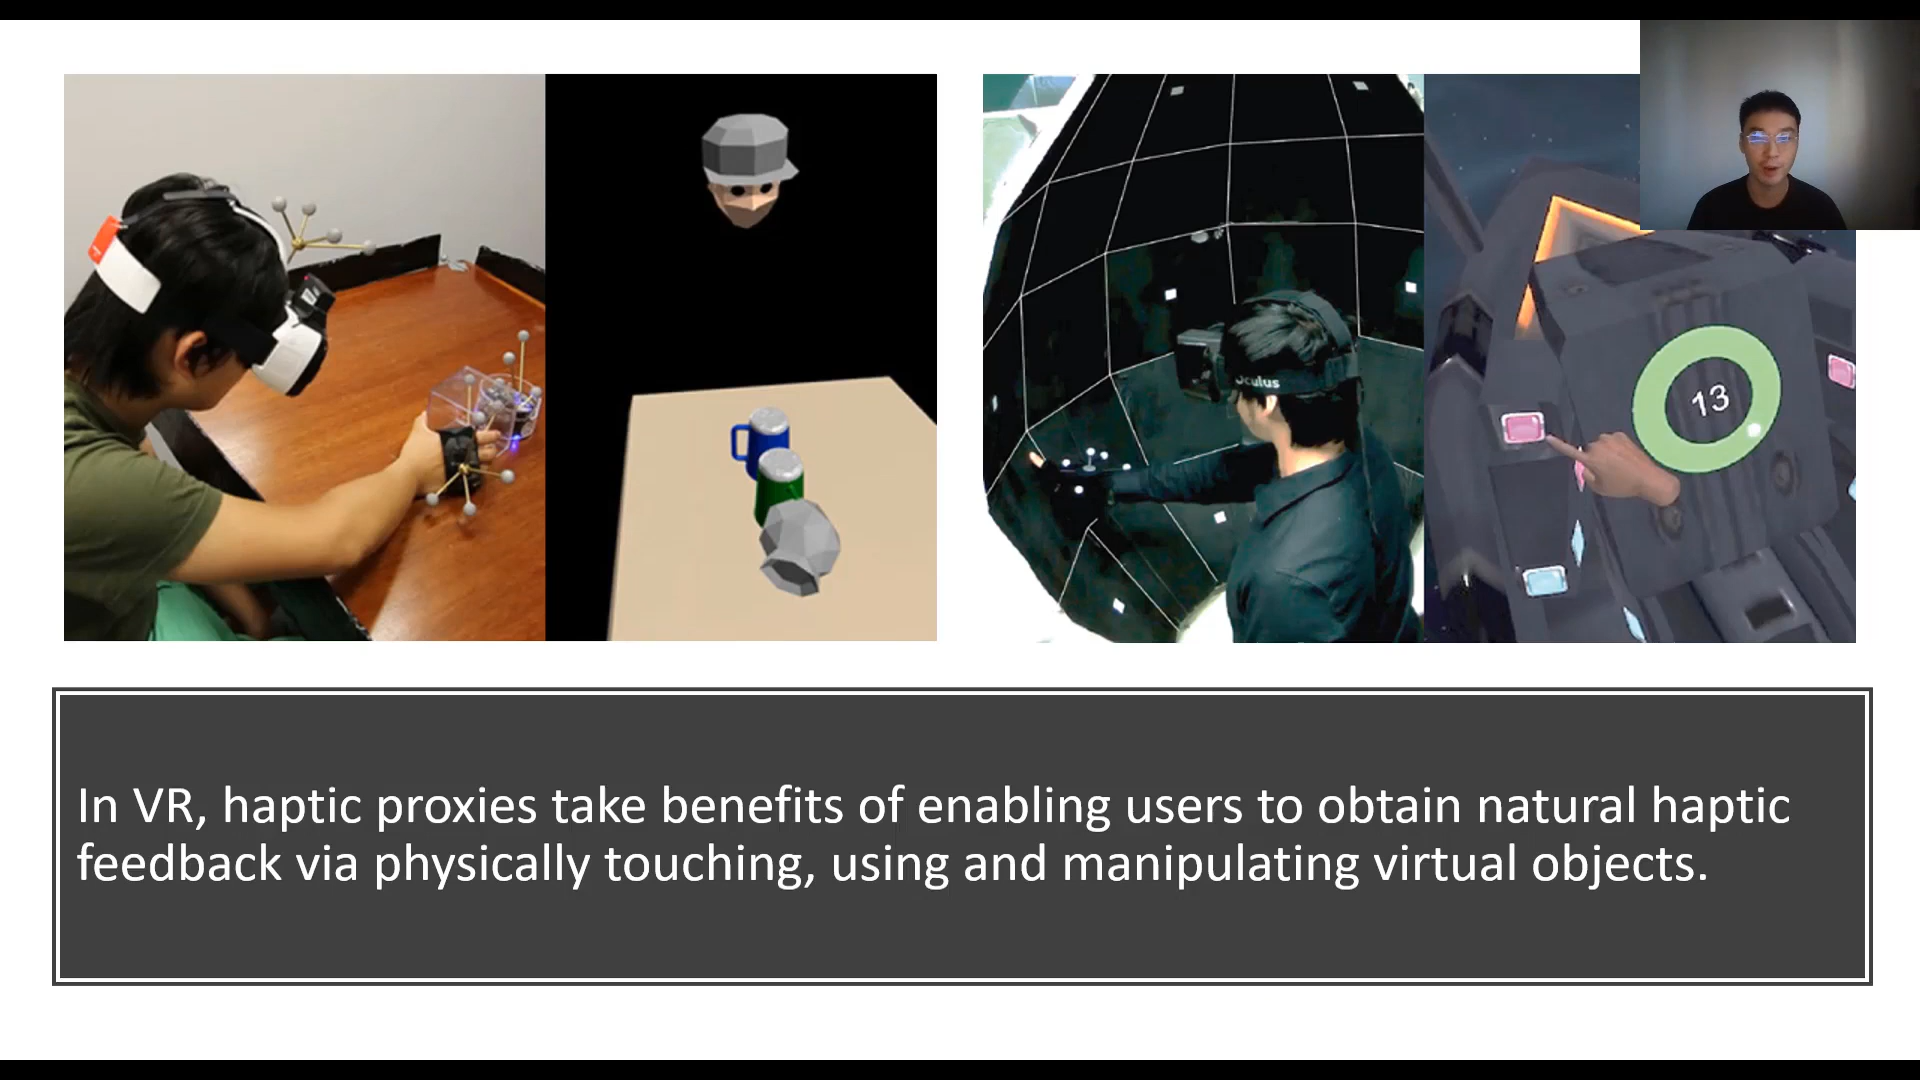 Oculus
13
In VR, haptic proxies take benefits of enabling users to obtain natural haptic
feedback via physically touching, using and manipulating virtual objects.